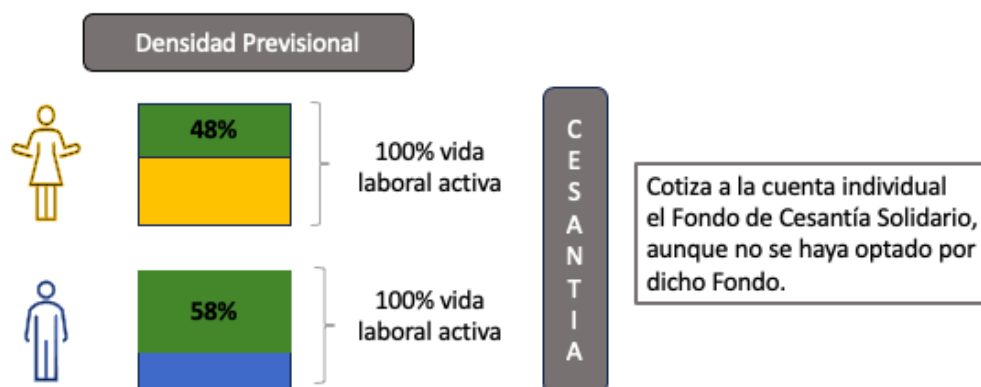 Densidad Previsional
48%
100% vida
laboral activa
58%
100% vida
laboral activa
CESANTIA
Cotiza a la cuenta individual
el Fondo de Cesantía Solidario,
aunque no se haya optado por
dicho Fondo.